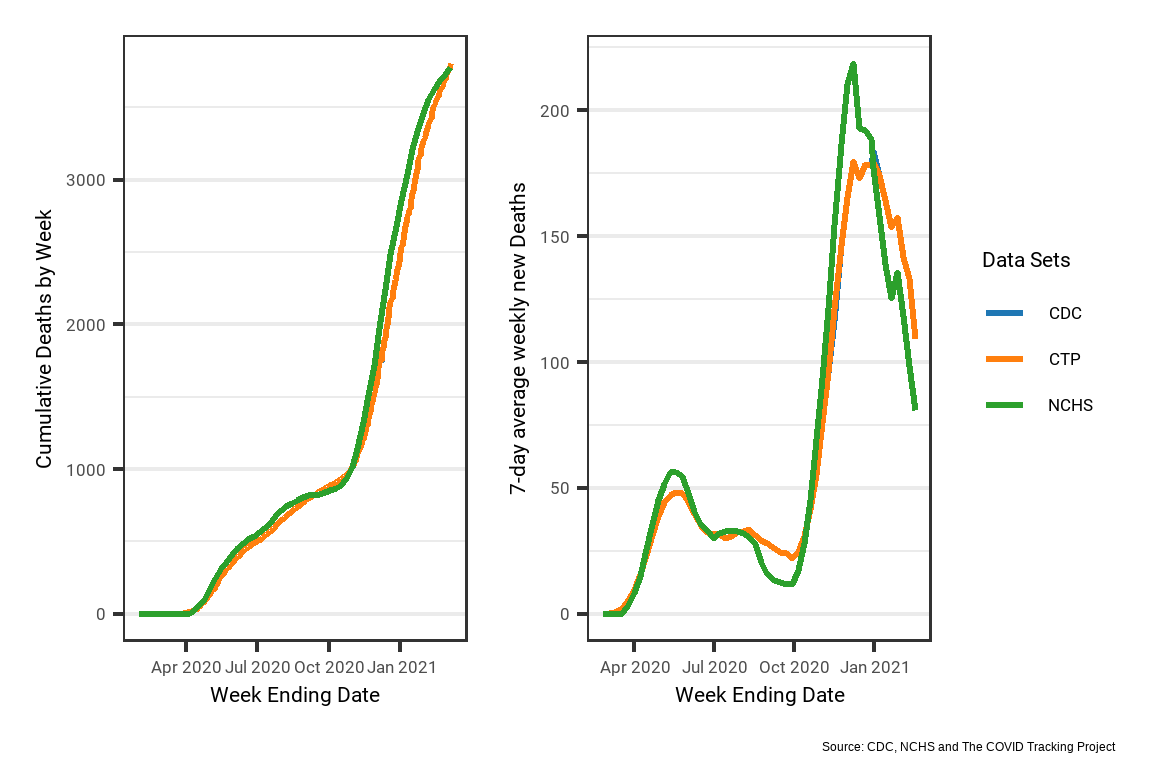 Cumulative Deaths by Week
3000
2000
1000
0
Apr 2020 Jul 2020 Oct 2020 Jan 2021
Week Ending Date
7-day average weekly new Deaths
200
150
100
50
0
Apr 2020 Jul 2020 Oct 2020 Jan 2021
Week Ending Date
Data Sets
CDC
CTP
NCHS
Source: CDC, NCHS and The COVID Tracking Project